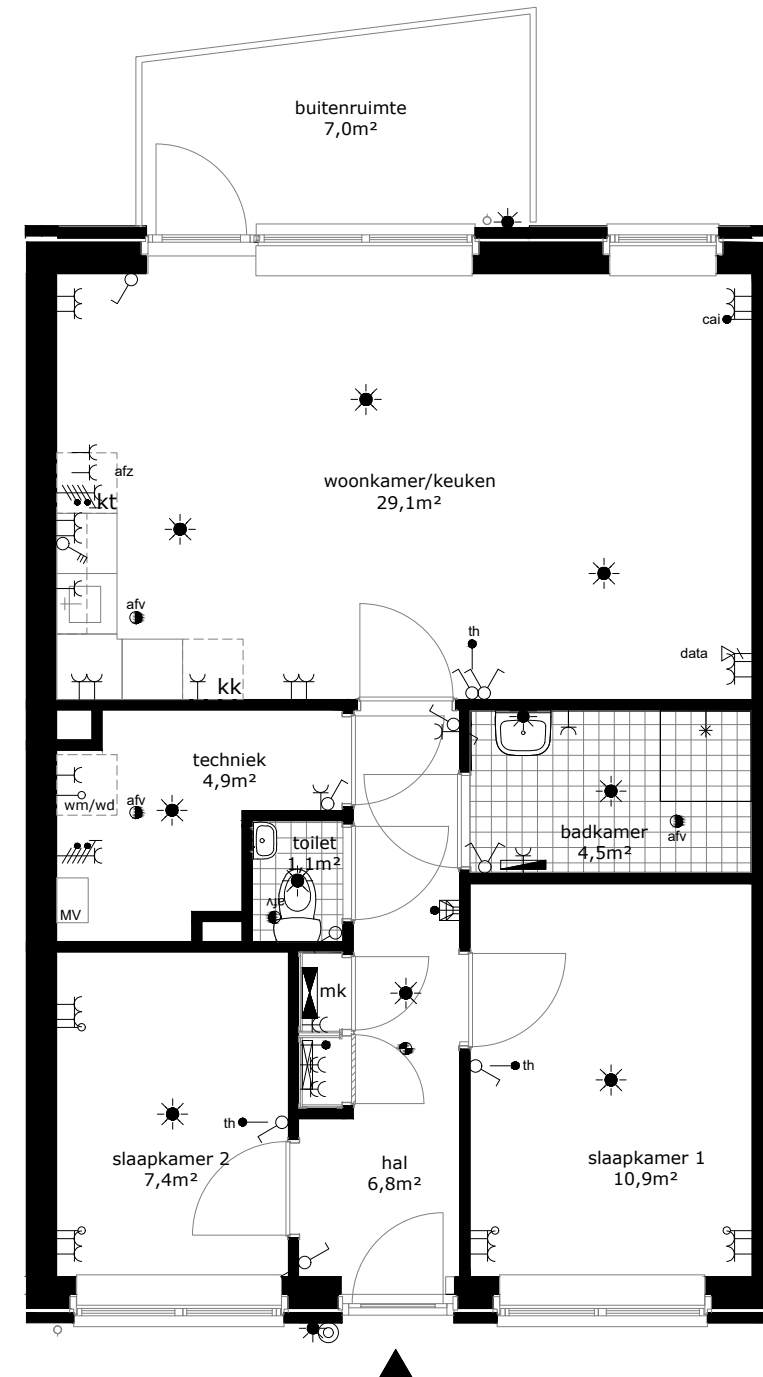 buitenruimte
7,0m²
cai
woonkamer/keuken
29,1m²
afz
kt
afv
th
data
kk
techniek
4,9m²
wm/wd
afv
toilet
1,1m²
badkamer
4,5m²
afv
afv
MV
mk
th
th
slaapkamer 2
7,4m²
hal
6,8m²
slaapkamer 1
10,9m²